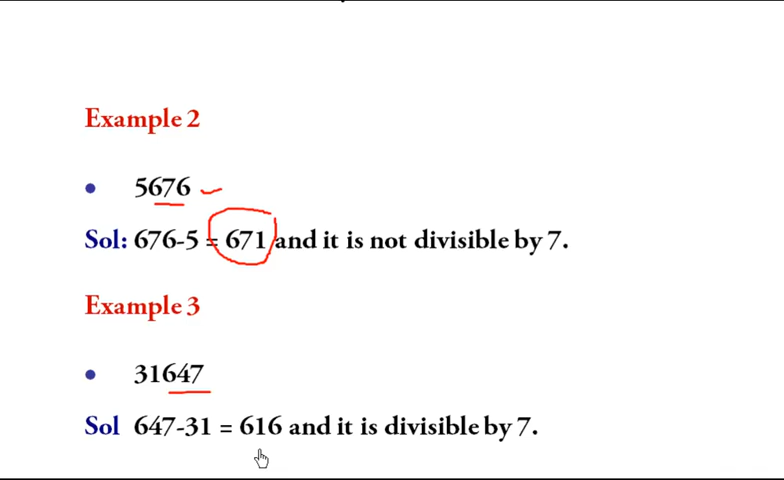 Example 2
• 5676
Sol: 676-5 = 671 and it is not divisible by 7.
Example 3
• 31647
Sol 647-31 = 616 and it is divisible by 7.